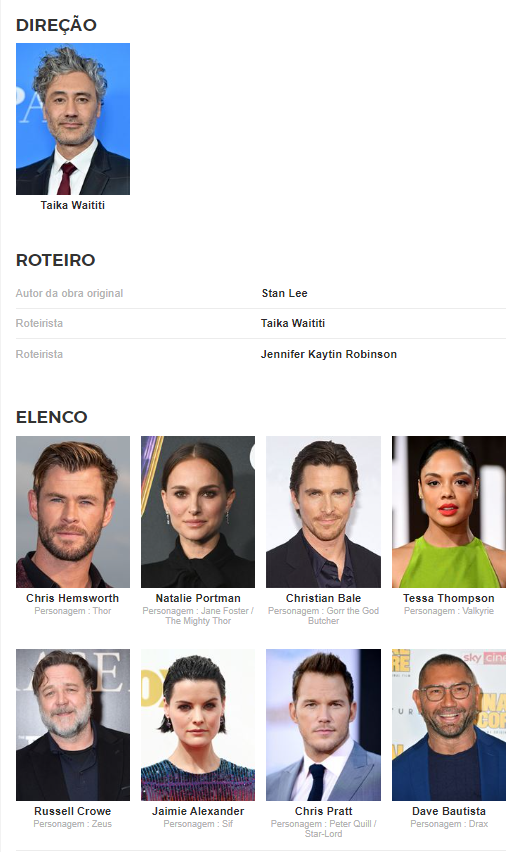 DIREÇÃO
Taika Waititi
ROTEIRO
Autor da obra original Stan Lee
Roteirista Taika Waititi
Roteirista Jennifer Kaytin Robinson
ELENCO
Chris Hemsworth
Personagem : Thor
Natalie Portman
Personagem : Jane Foster /
The Mighty Thor
Christian Bale
Personagem : Gorr the God
Butcher
Tessa Thompson
Personagem : Valkyrie
sky cine
Russell Crowe
Personagem : Zeus
Jaimie Alexander
Personagem : Sif
Chris Pratt
Personagem : Peter Quill /
Star-Lord
Dave Bautista
Personagem : Drax